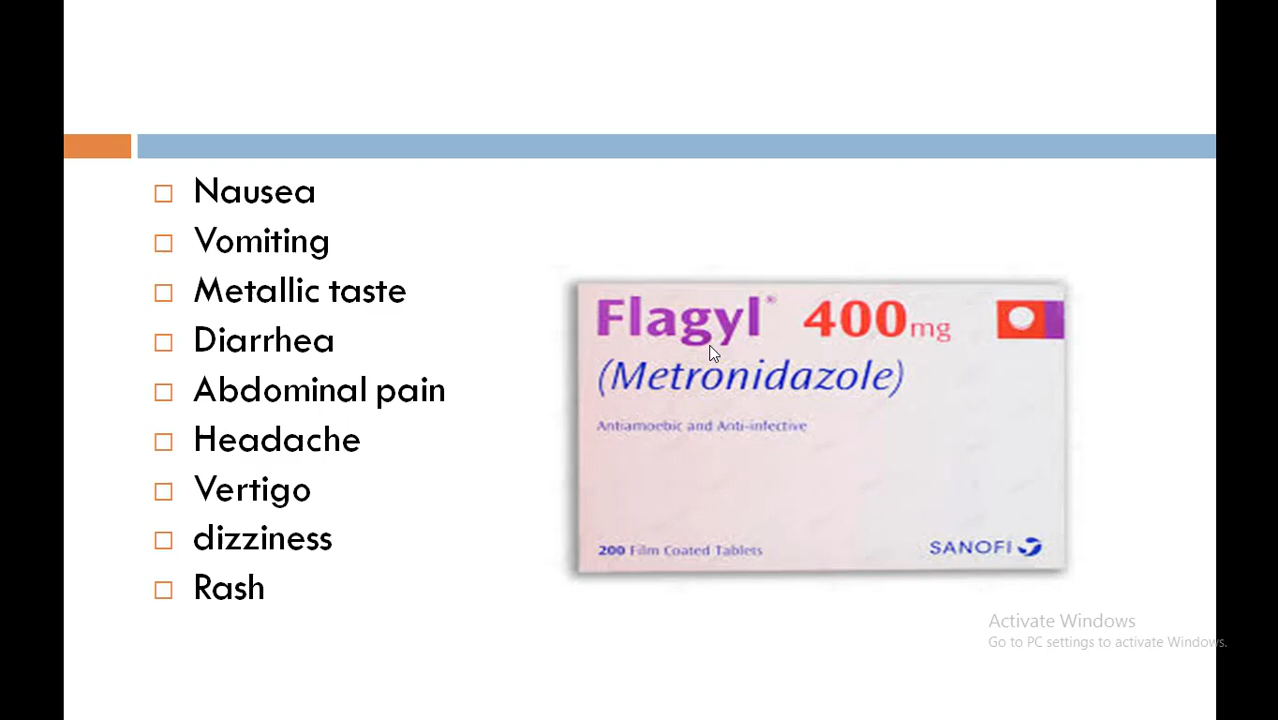 Nausea
Vomiting
Metallic taste
Diarrhea
Abdominal pain
Headache
Vertigo
dizziness
Rash
Flagyl® 400mg
(Metronidazole)
Antiamoebic and Anti-infective
200 Film Coated Tablets
SANOFI
Activate Windows
Go to PC settings to activate Windows.